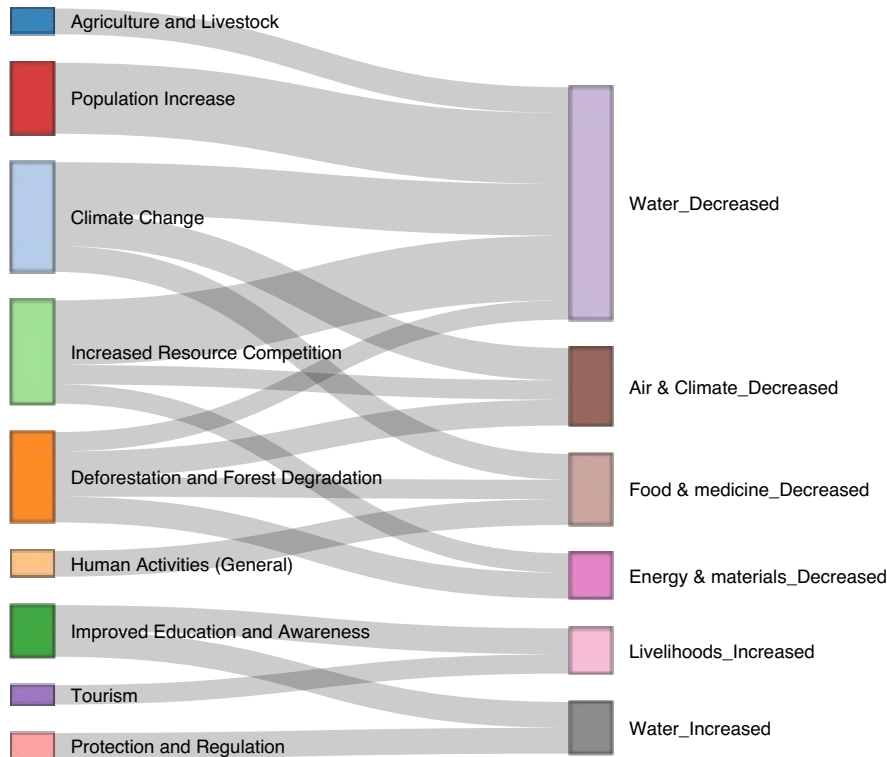 Agriculture and Livestock
Population Increase
Climate Change
Increased Resource Competition
Deforestation and Forest Degradation
Human Activities (General)
Improved Education and Awareness
Tourism
Protection and Regulation
Water_Decreased
Air & Climate_Decreased
Food & medicine_Decreased
Energy & materials_Decreased
Livelihoods_Increased
Water_Increased